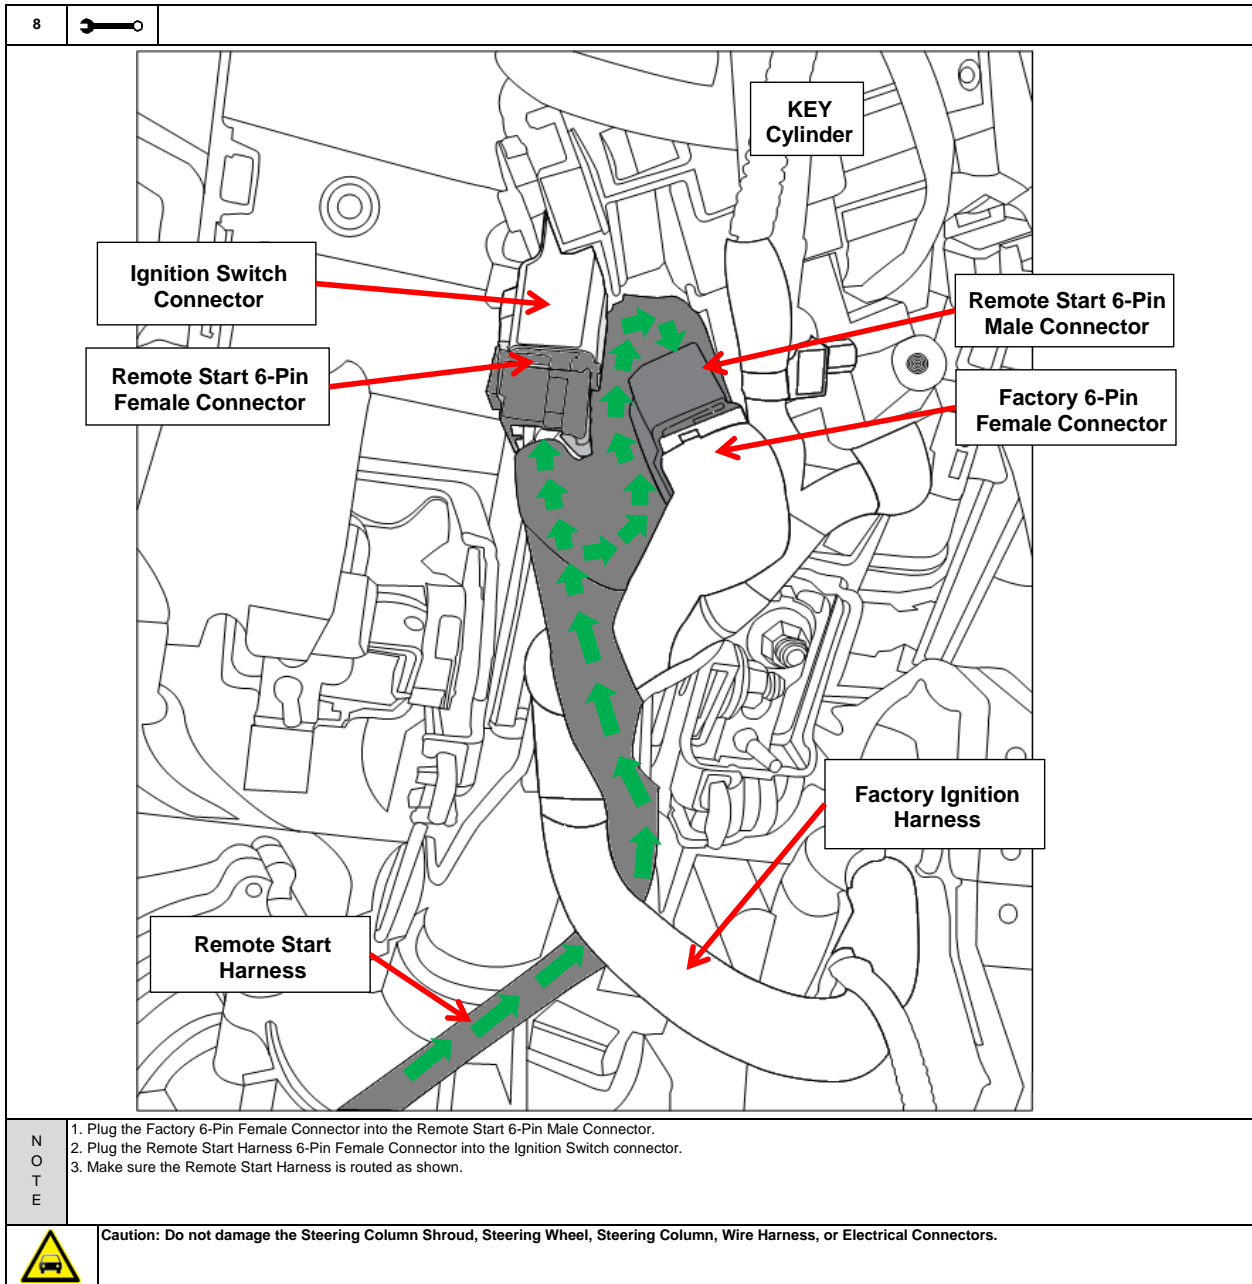 8
KEY
Cylinder
Ignition Switch
Connector
Remote Start 6-Pin
Male Connector
Remote Start 6-Pin
Female Connector
Factory 6-Pin
Female Connector
Factory Ignition
Harness
Remote Start
Harness
N
O
T
E
1. Plug the Factory 6-Pin Female Connector into the Remote Start 6-Pin Male Connector.
2. Plug the Remote Start Harness 6-Pin Female Connector into the Ignition Switch connector.
3. Make sure the Remote Start Harness is routed as shown.
Caution: Do not damage the Steering Column Shroud, Steering Wheel, Steering Column, Wire Harness, or Electrical Connectors.